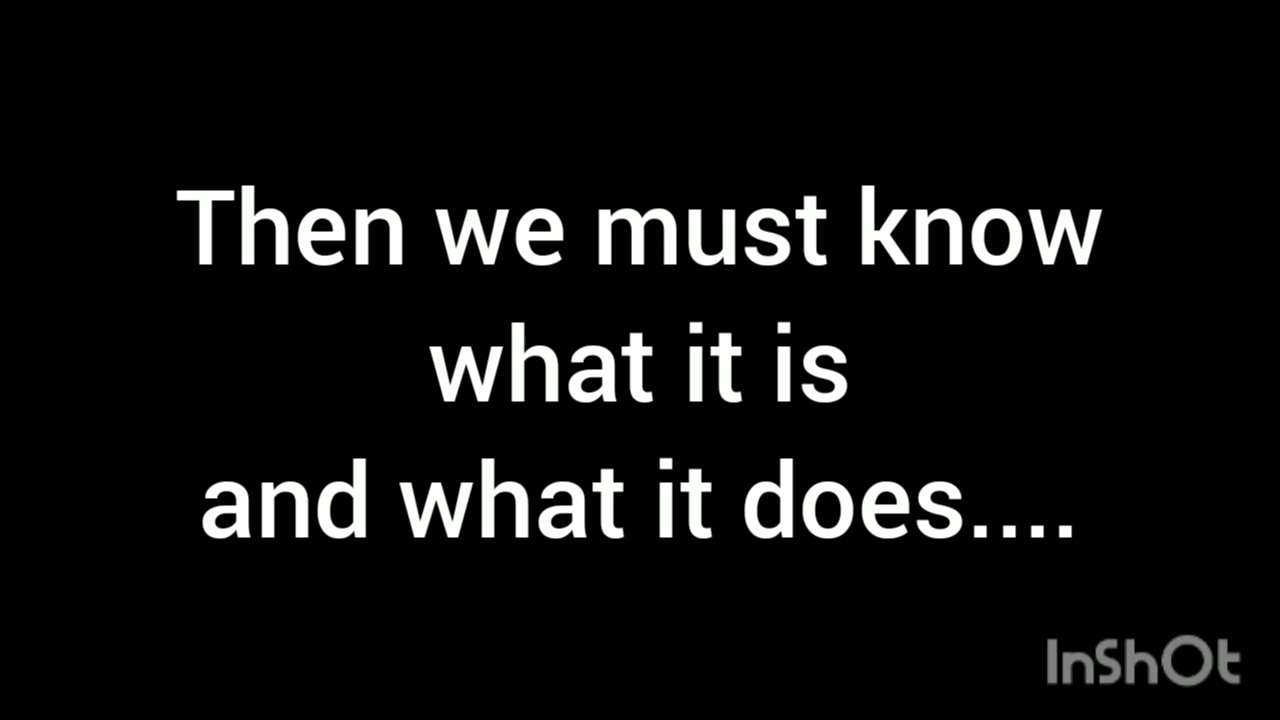 Then we must know
what it is
and what it does....
InShOt